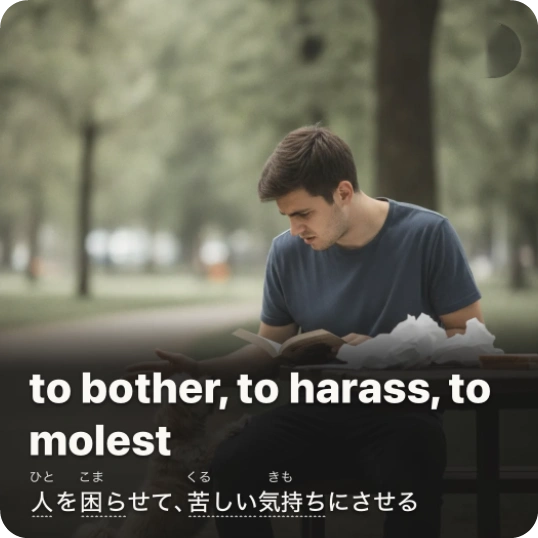 to bother, to harass, to
molest
ひと こま くる きも
人を困らせて、苦しい気持ちにさせる